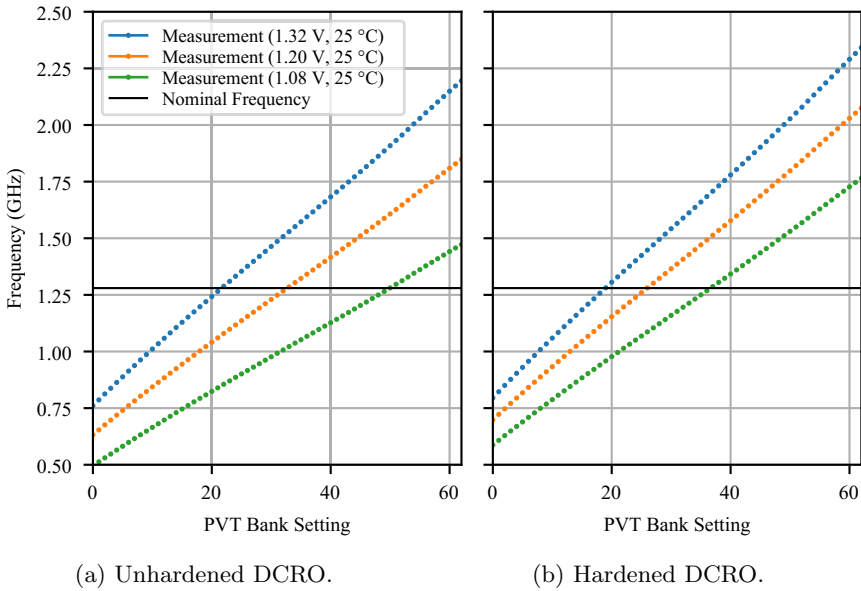 2.50
2.25
2.00
1.75
1.50
1.25
1.00
0.75
0.50
Frequency (GHz)
Measurement (1.32 V, 25 °C)
Measurement (1.20 V, 25 °C)
Measurement (1.08 V, 25 °C)
Nominal Frequency
0 20 40 60
PVT Bank Setting
0 20 40 60
PVT Bank Setting
(a) Unhardened DCRO.
(b) Hardened DCRO.